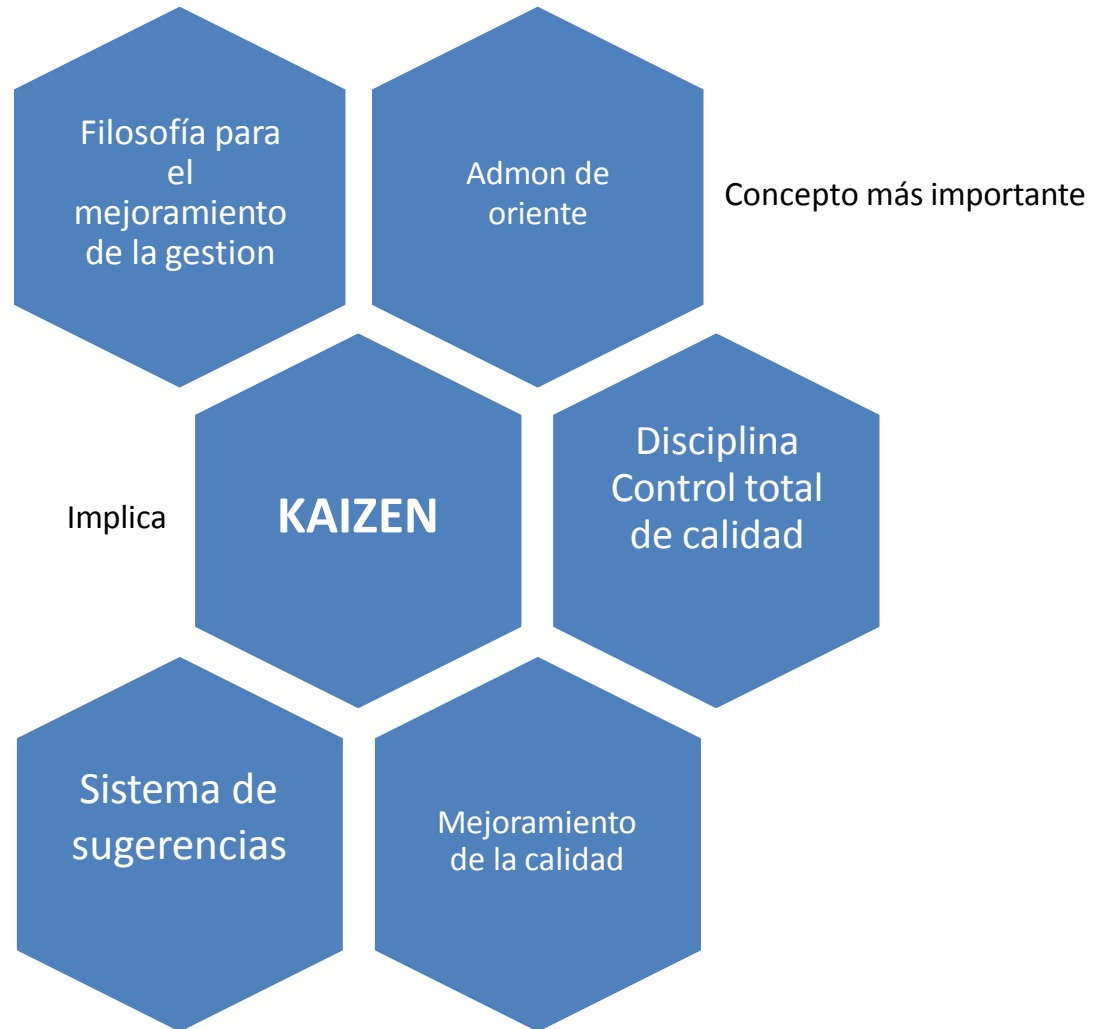 Filosofía para
el
mejoramiento
de la gestion
Admon de
oriente
Concepto más importante
Implica
KAIZEN
Disciplina
Control total
de calidad
Sistema de
sugerencias
Mejoramiento
de la calidad